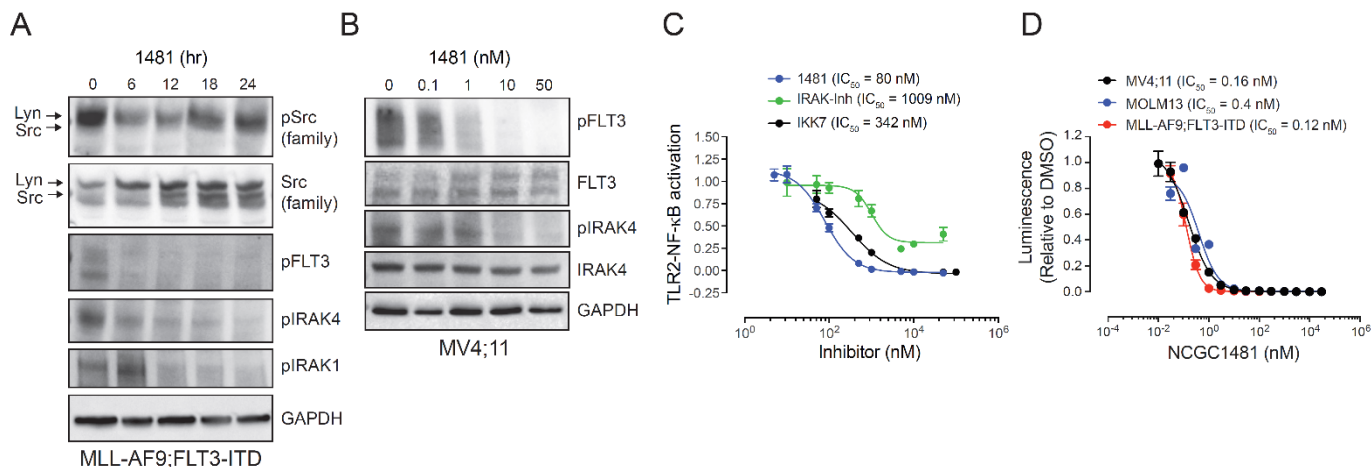 A
1481 (hr)
0 6 12 18 24
Lyn
Src
pSrc
(family)
Lyn
Src
Src
(family)
pFLT3
pIRAK4
pIRAK1
GAPDH
MLL-AF9;FLT3-ITD
B
1481 (nM)
0 0.1 1 10 50
pFLT3
FLT3
pIRAK4
IRAK4
GAPDH
MV4;11
C
1481 (IC50 = 80 nM)
IRAK-Inh (IC50 = 1009 nM)
IKK7 (IC50 = 342 nM)
TLR2-NF-κB activation
1.50
1.25
1.00
0.75
0.50
0.25
0.00
-0.25
0.25
10^0 10^2 10^4 10^6
Inhibitor (nM)
D
MV4;11 (IC50 = 0.16 nM)
MOLM13 (IC50 = 0.4 nM)
MLL-AF9;FLT3-ITD (IC50 = 0.12 nM)
Luminescence
(Relative to DMSO)
1.2
1.0
0.8
0.6
0.4
0.2
0.0
10^-4 10^-2 10^0 10^2 10^4 10^6
NCGC1481 (nM)